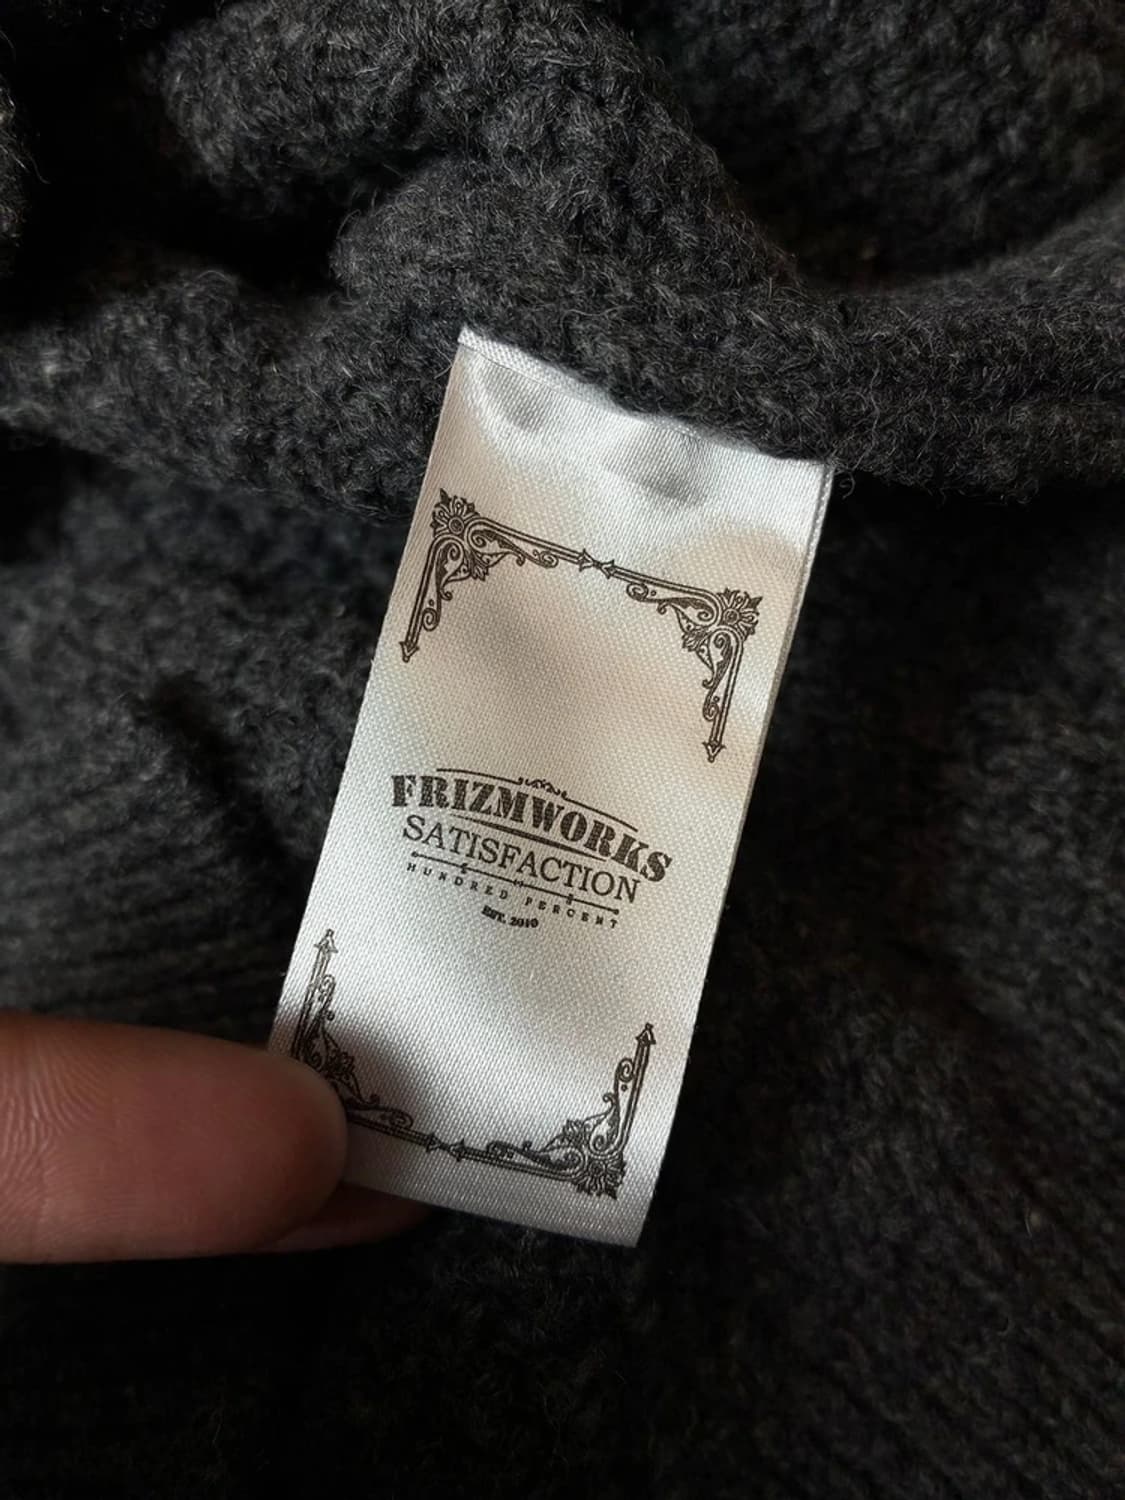 FRIZMWORKS
SATISFACTION
HUNDRED PERCENT
EST. 2010